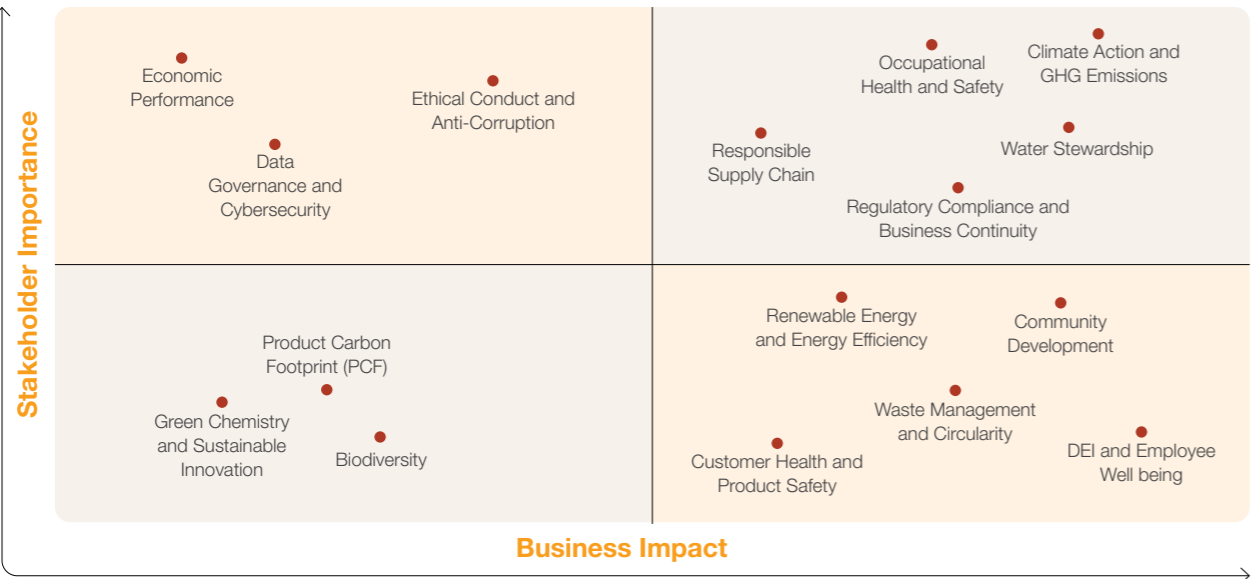 Stakeholder Importance
Economic
Performance
Ethical Conduct and
Anti-Corruption
Data
Governance and
Cybersecurity
Occupational
Health and Safety
Climate Action and
GHG Emissions
Responsible
Supply Chain
Water Stewardship
Regulatory Compliance and
Business Continuity
Product Carbon
Footprint (PCF)
Green Chemistry
and Sustainable
Innovation
Biodiversity
Renewable Energy
and Energy Efficiency
Community
Development
Waste Management
and Circularity
Customer Health and
Product Safety
DEI and Employee
Well being
Business Impact